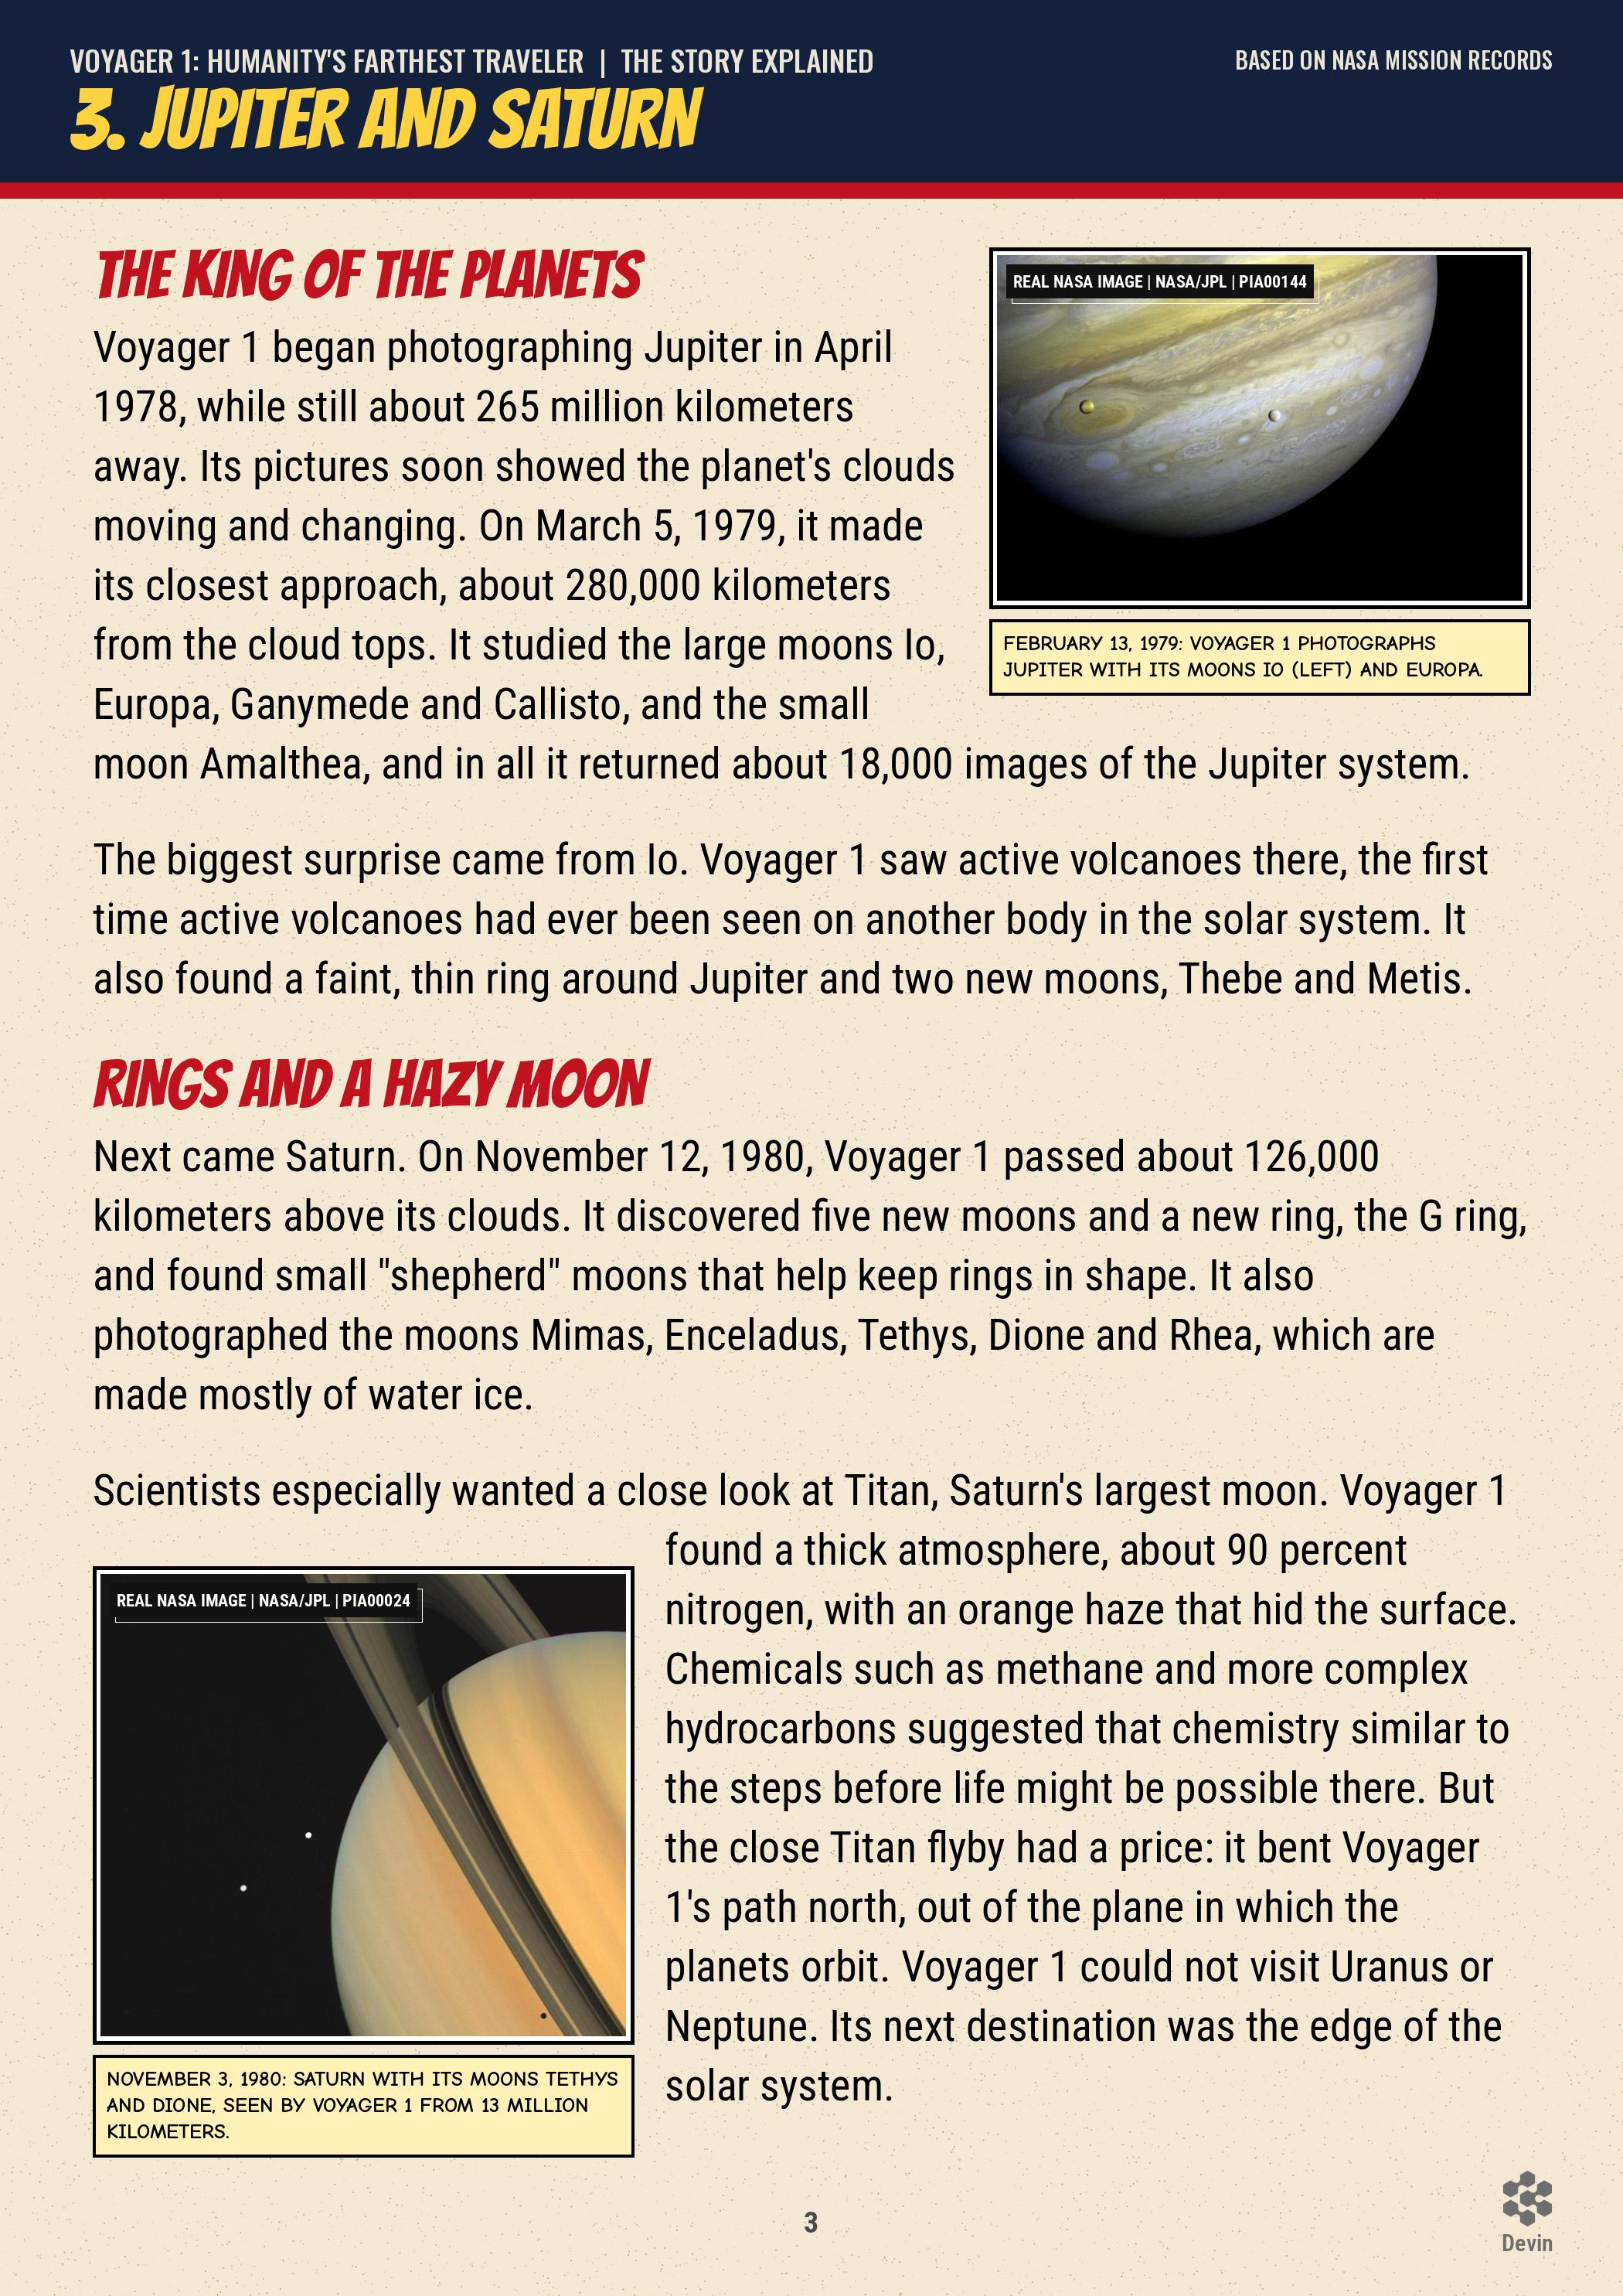 VOYAGER 1: HUMANITY'S FARTHEST TRAVELER | THE STORY EXPLAINED
BASED ON NASA MISSION RECORDS
3. JUPITER AND SATURN
THE KING OF THE PLANETS
Voyager 1 began photographing Jupiter in April
1978, while still about 265 million kilometers
away. Its pictures soon showed the planet's clouds
moving and changing. On March 5, 1979, it made
its closest approach, about 280,000 kilometers
from the cloud tops. It studied the large moons Io,
Europa, Ganymede and Callisto, and the small
moon Amalthea, and in all it returned about 18,000 images of the Jupiter system.
REAL NASA IMAGE | NASA/JPL | PIA00144
FEBRUARY 13, 1979: VOYAGER 1 PHOTOGRAPHS
JUPITER WITH ITS MOONS IO (LEFT) AND EUROPA.
The biggest surprise came from Io. Voyager 1 saw active volcanoes there, the first
time active volcanoes had ever been seen on another body in the solar system. It
also found a faint, thin ring around Jupiter and two new moons, Thebe and Metis.
RINGS AND A HAZY MOON
Next came Saturn. On November 12, 1980, Voyager 1 passed about 126,000
kilometers above its clouds. It discovered five new moons and a new ring, the G ring,
and found small "shepherd" moons that help keep rings in shape. It also
photographed the moons Mimas, Enceladus, Tethys, Dione and Rhea, which are
made mostly of water ice.
Scientists especially wanted a close look at Titan, Saturn's largest moon. Voyager 1
found a thick atmosphere, about 90 percent
nitrogen, with an orange haze that hid the surface.
Chemicals such as methane and more complex
hydrocarbons suggested that chemistry similar to
the steps before life might be possible there. But
the close Titan flyby had a price: it bent Voyager
1's path north, out of the plane in which the
planets orbit. Voyager 1 could not visit Uranus or
Neptune. Its next destination was the edge of the
solar system.
REAL NASA IMAGE | NASA/JPL | PIA00024
NOVEMBER 3, 1980: SATURN WITH ITS MOONS TETHYS
AND DIONE, SEEN BY VOYAGER 1 FROM 13 MILLION
KILOMETERS.
3
Devin